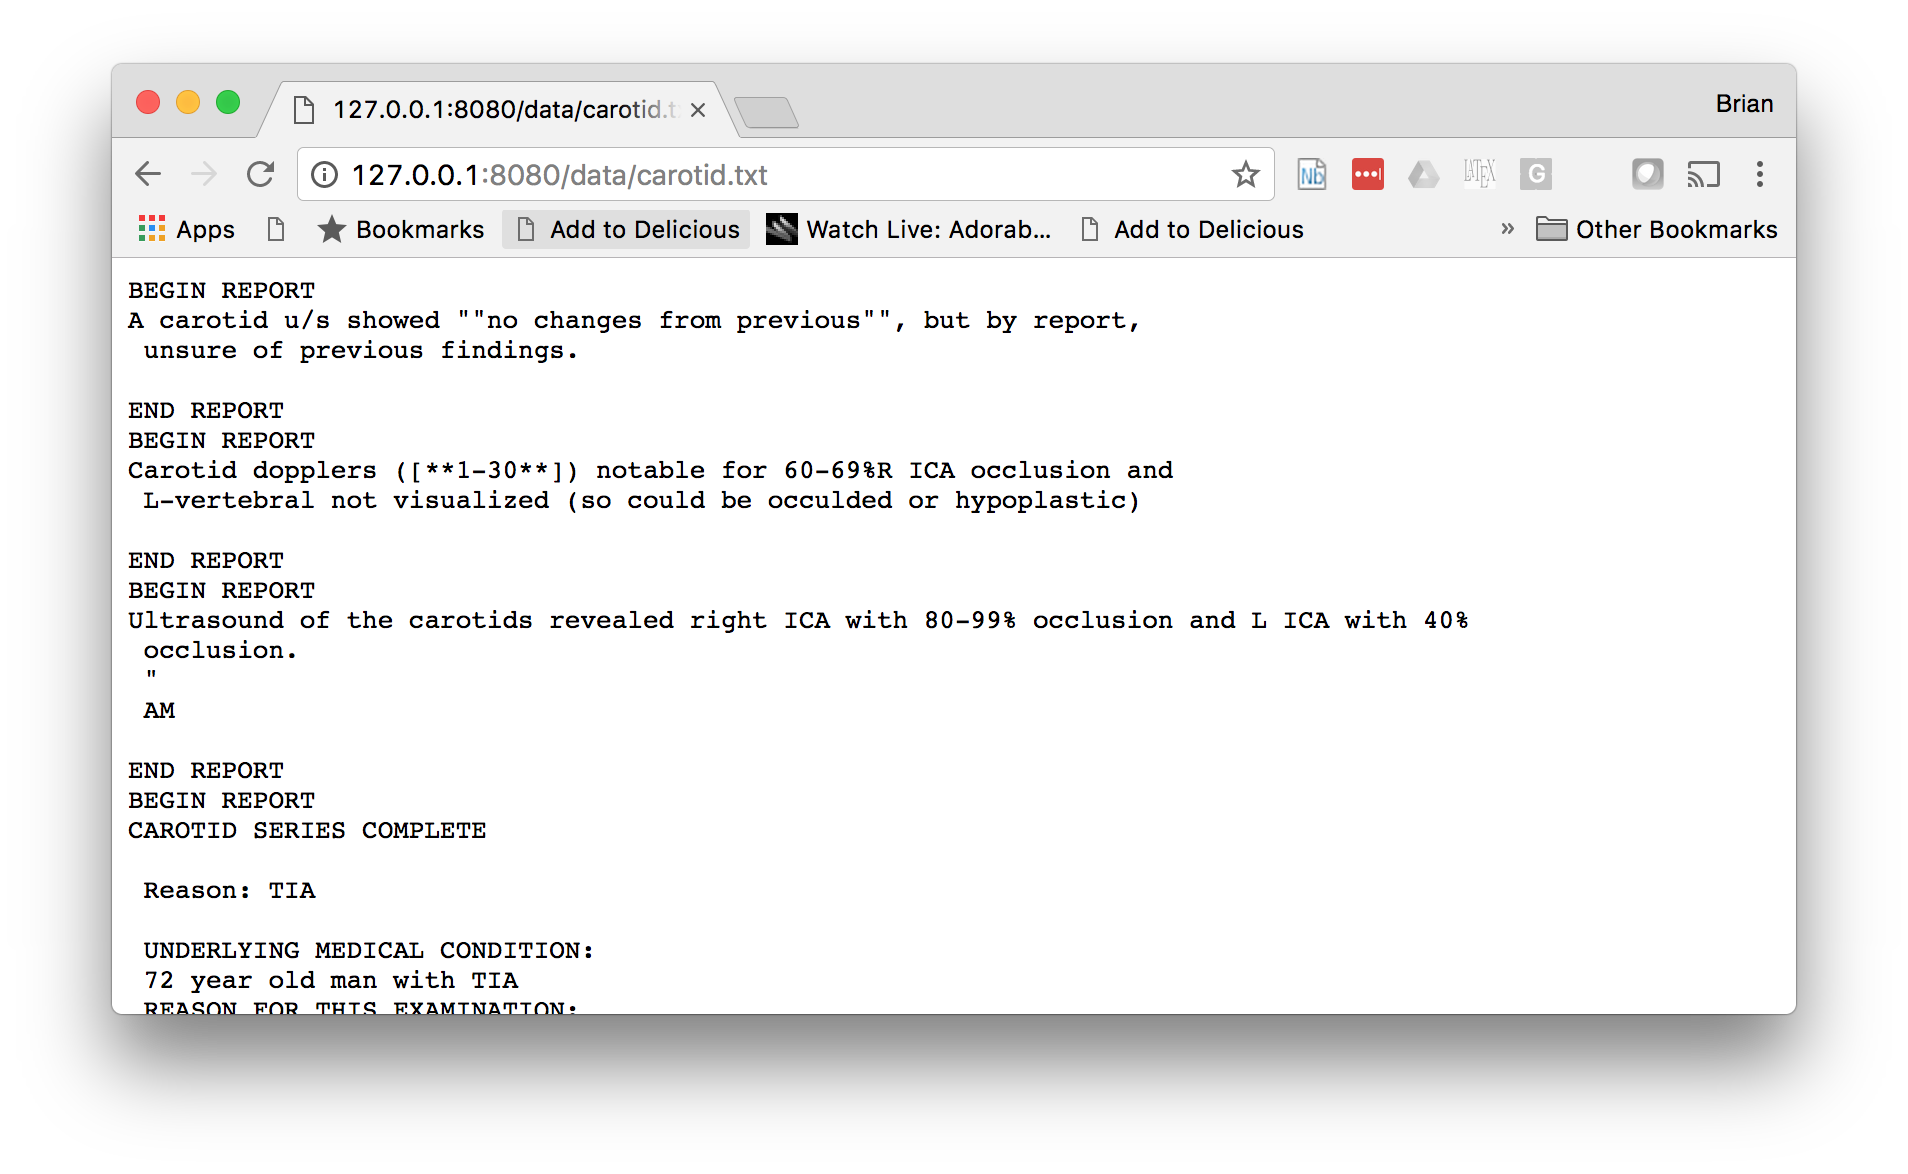 127.0.0.1:8080/data/carotid.t
Brian
127.0.0.1:8080/data/carotid.txt
Nb
LATEX
G
Apps
Bookmarks
Add to Delicious
Watch Live: Adorab...
Add to Delicious
»
Other Bookmarks
BEGIN REPORT
A carotid u/s showed ""no changes from previous"", but by report,
unsure of previous findings.
END REPORT
BEGIN REPORT
Carotid dopplers ([**1-30**]) notable for 60-69%R ICA occlusion and
L-vertebral not visualized (so could be occulded or hypoplastic)
END REPORT
BEGIN REPORT
Ultrasound of the carotids revealed right ICA with 80-99% occlusion and L ICA with 40%
occlusion.
"
AM
END REPORT
BEGIN REPORT
CAROTID SERIES COMPLETE
Reason: TIA
UNDERLYING MEDICAL CONDITION:
72 year old man with TIA
REASON FOR THIS EXAMINATION: